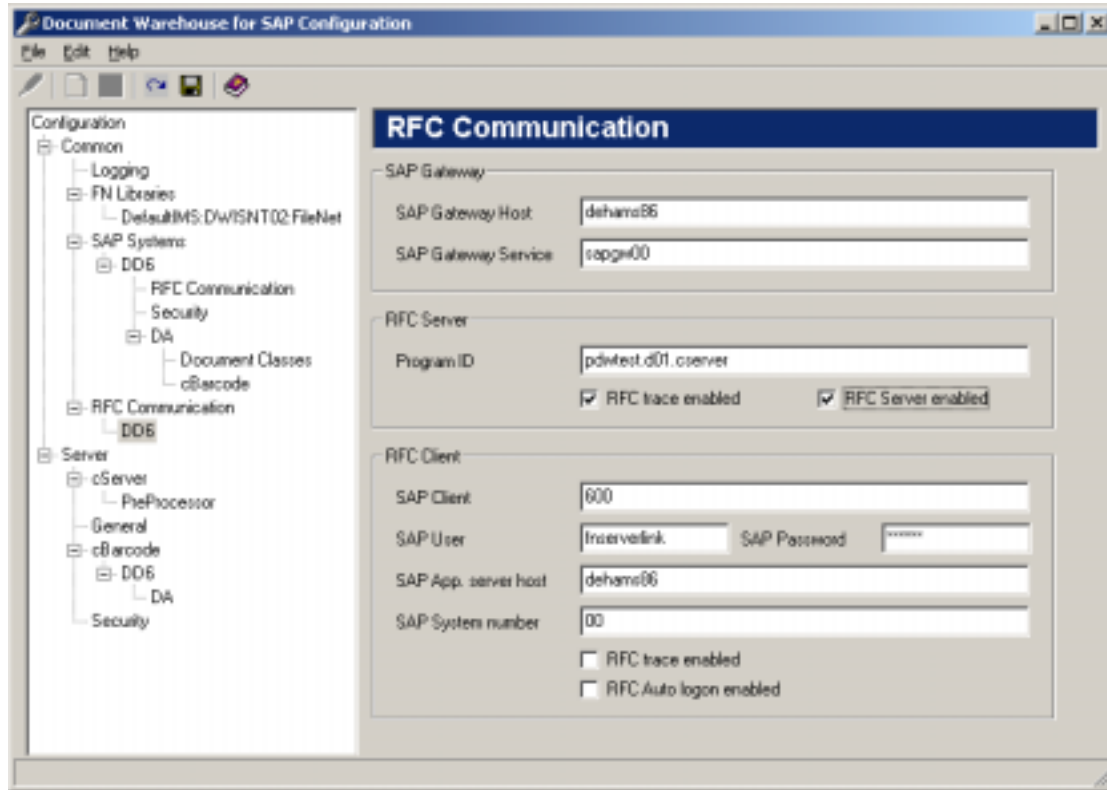 Document Warehouse for SAP Configuration
File Edit Help
Configuration
Common
Logging
FN Libraries
DefaultIMS:DWISNT02:FileNet
SAP Systems
DD6
RFC Communication
Security
DA
Document Classes
cBarcode
RFC Communication
DD6
Server
cServer
PreProcessor
General
cBarcode
DD6
DA
Security
RFC Communication
SAP Gateway
SAP Gateway Host dehams86
SAP Gateway Service sapgw00
RFC Server
Program ID pdwtest.d01.cserver
RFC trace enabled RFC Server enabled
RFC Client
SAP Client 600
SAP User fnserverlink SAP Password
SAP App. server host dehams86
SAP System number 00
RFC trace enabled
RFC Auto logon enabled